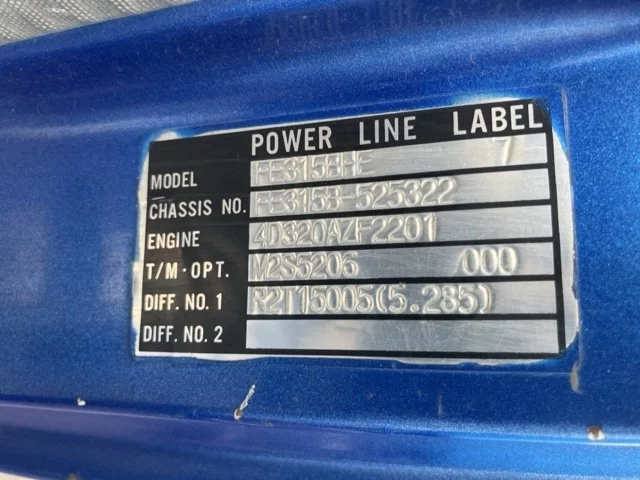 POWER LINE LABEL
MODEL FE315BHE 7
CHASSIS NO. FE315B-525322
ENGINE 4D320AZF2201
T/M·OPT. M2S5205 /000
DIFF. NO. 1 R2T15005(5.285)
DIFF. NO. 2